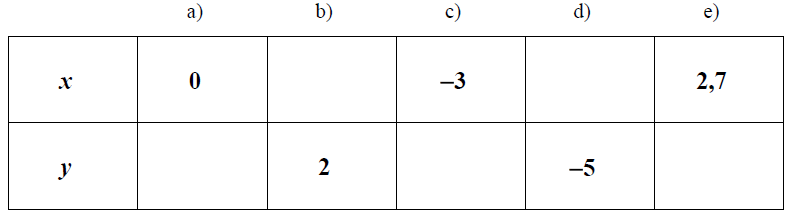 a) b) c) d) e)
x 0 –3 2,7
y 2 –5